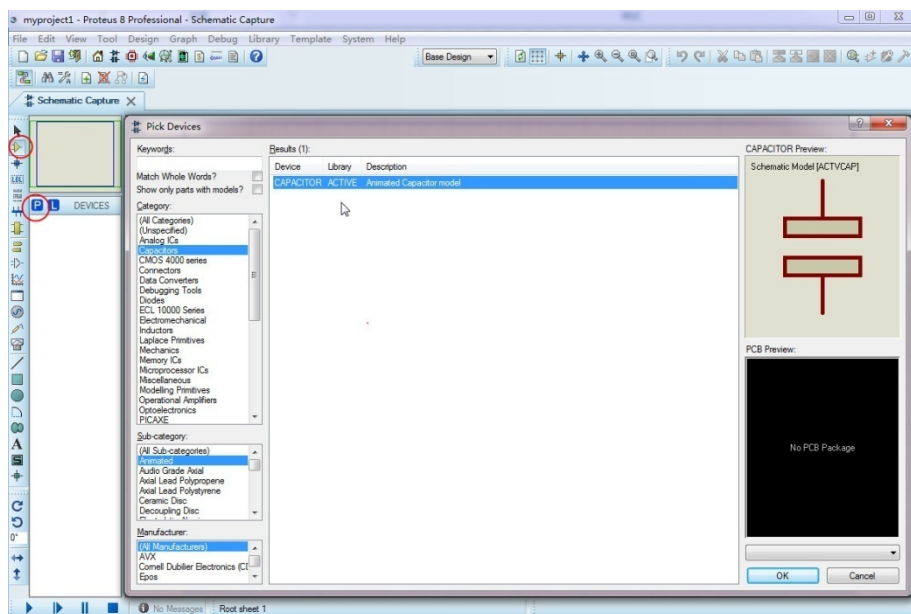 myproject1 - Proteus 8 Professional - Schematic Capture
File Edit View Tool Design Graph Debug Library Template System Help
Base Design
Schematic Capture
Pick Devices
Keywords:
Match Whole Words?
Show only parts with models?
Category:
(All Categories)
(Unspecified)
Analog ICs
Capacitors
CMOS 4000 series
Connectors
Data Converters
Debugging Tools
Diodes
ECL 10000 Series
Electromechanical
Inductors
Laplace Primitives
Mechanics
Memory ICs
Microprocessor ICs
Miscellaneous
Modelling Primitives
Operational Amplifiers
Optoelectronics
PICAXE
Sub-category:
(All Sub-categories)
Animated
Audio Grade Axial
Axial Lead Polypropene
Axial Lead Polystyrene
Ceramic Disc
Decoupling Disc
Manufacturer:
(All Manufacturers)
AVX
Cornell Dubilier Electronics (CD
Epos
Results (1):
Device Library Description
CAPACITOR ACTIVE Animated Capacitor model
CAPACITOR Preview:
Schematic Model [ACTVCAP]
PCB Preview:
No PCB Package
OK Cancel
P L DEVICES
LBL
A
S
0°
No Messages Root sheet 1